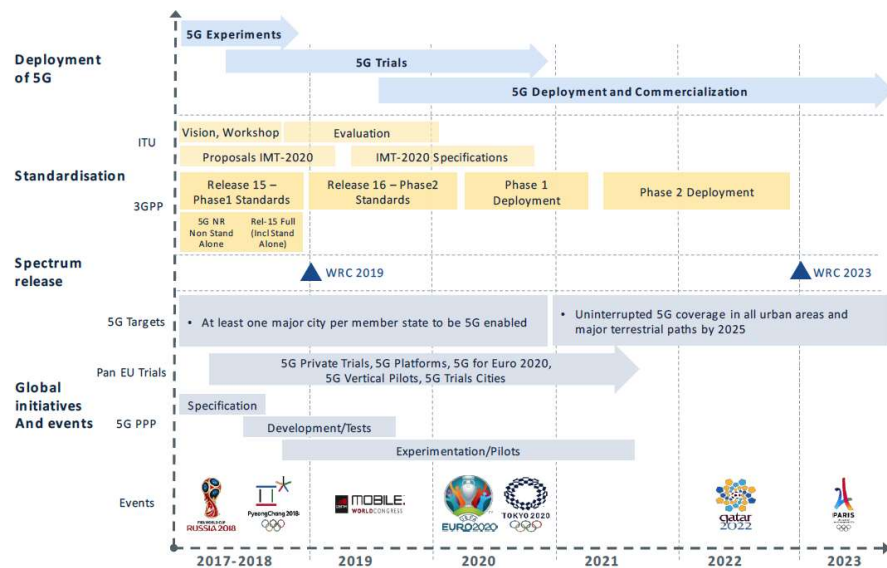 5G Experiments
Deployment
of 5G
5G Trials
5G Deployment and Commercialization
ITU
Vision, Workshop
Evaluation
Proposals IMT-2020
IMT-2020 Specifications
Standardisation
3GPP
Release 15 –
Phase1 Standards
Release 16 – Phase2
Standards
Phase 1
Deployment
Phase 2 Deployment
5G NR
Non Stand
Alone
Rel-15 Full
(Incl Stand
Alone)
Spectrum
release
WRC 2019
WRC 2023
5G Targets
• At least one major city per member state to be 5G enabled
• Uninterrupted 5G coverage in all urban areas and
major terrestrial paths by 2025
Pan EU Trials
5G Private Trials, 5G Platforms, 5G for Euro 2020,
5G Vertical Pilots, 5G Trials Cities
Global
initiatives
And events
Specification
5G PPP
Development/Tests
Experimentation/Pilots
Events
FIFA WORLD CUP
RUSSIA 2018
PyeongChang 2018
MOBILE
WORLD CONGRESS
EURO2020
TOKYO 2020
qatar
2022
PARIS
2017-2018
2019
2020
2021
2022
2023